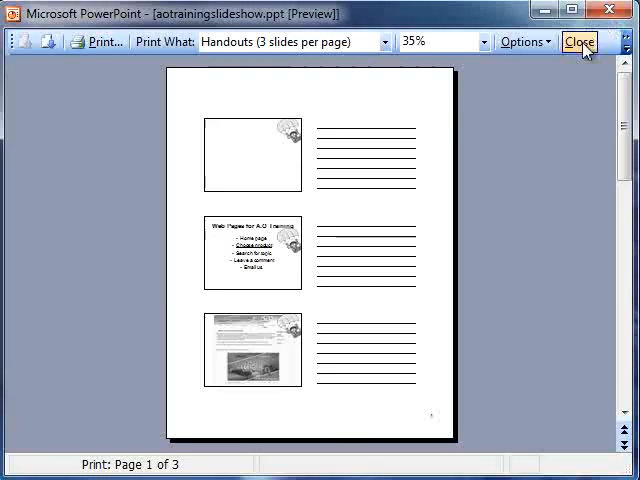 Microsoft PowerPoint - [aotrainingslideshow.ppt [Preview]]
Print... Print What: Handouts (3 slides per page) 35% Options Close
Web Pages for A.O Training
- Home page
- Choose product
- Search for topic
- Leave a comment
- Email us
Print: Page 1 of 3